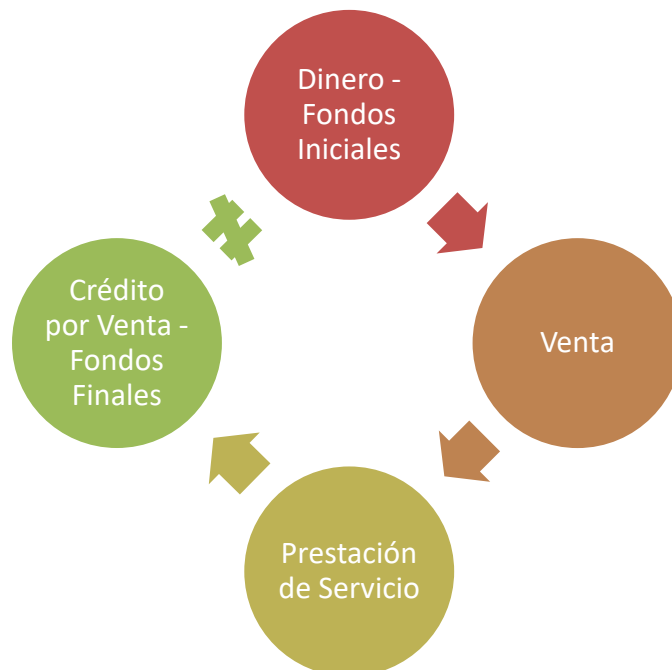 Dinero -
Fondos
Iniciales
Venta
Prestación
de Servicio
Crédito
por Venta -
Fondos
Finales